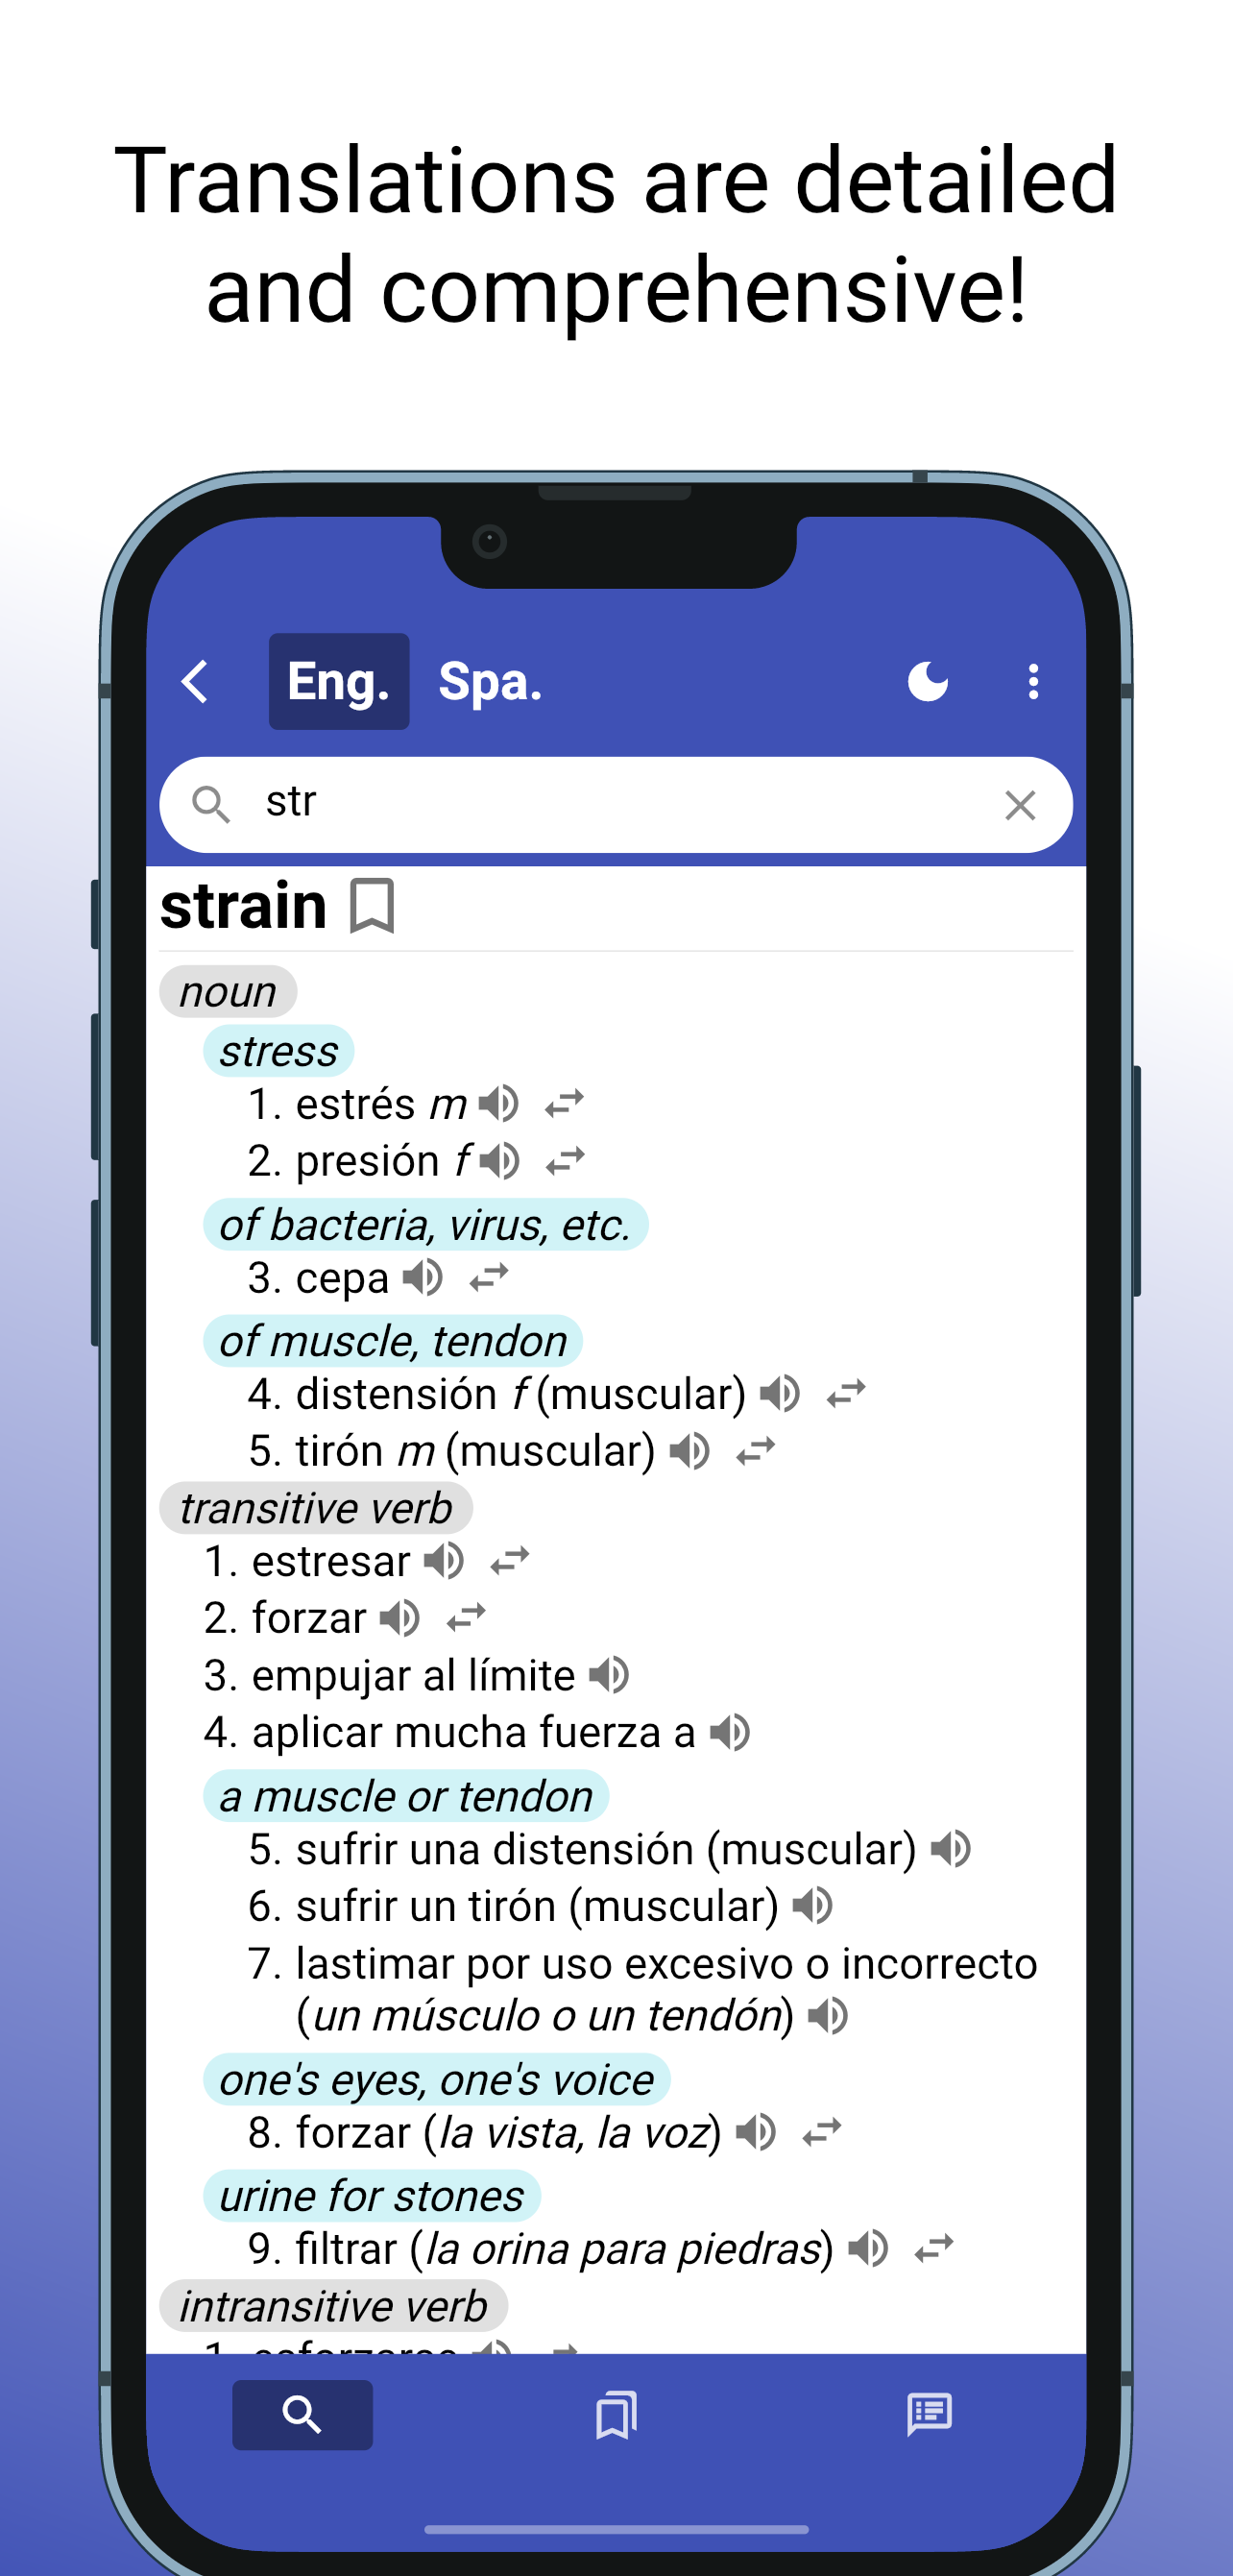 Translations are detailed
and comprehensive!
Eng. Spa.
str
strain
noun
stress
1. estrés m
2. presión f
of bacteria, virus, etc.
3. cepa
of muscle, tendon
4. distensión f (muscular)
5. tirón m (muscular)
transitive verb
1. estresar
2. forzar
3. empujar al límite
4. aplicar mucha fuerza a
a muscle or tendon
5. sufrir una distensión (muscular)
6. sufrir un tirón (muscular)
7. lastimar por uso excesivo o incorrecto
(un músculo o un tendón)
one's eyes, one's voice
8. forzar (la vista, la voz)
urine for stones
9. filtrar (la orina para piedras)
intransitive verb